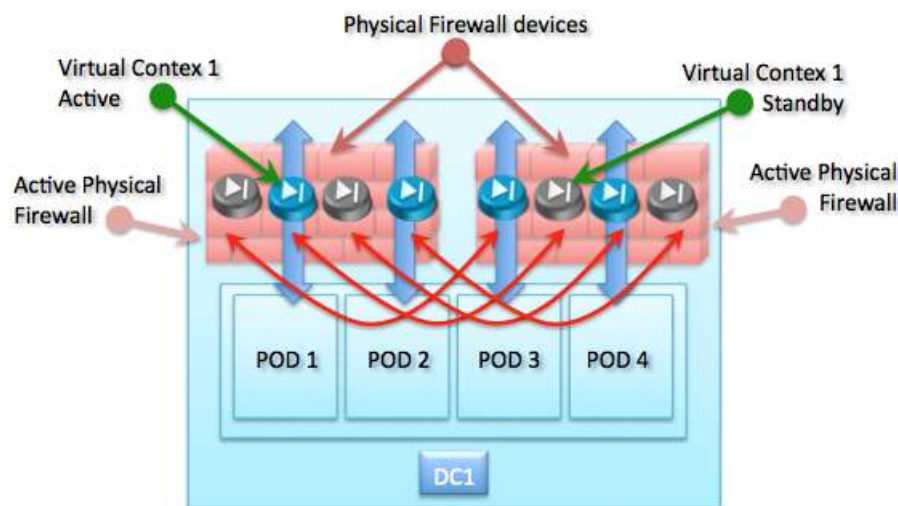 Physical Firewall devices
Virtual Contex 1
Active
Virtual Contex 1
Standby
Active Physical
Firewall
Active Physical
Firewall
POD 1
POD 2
POD 3
POD 4
DC1